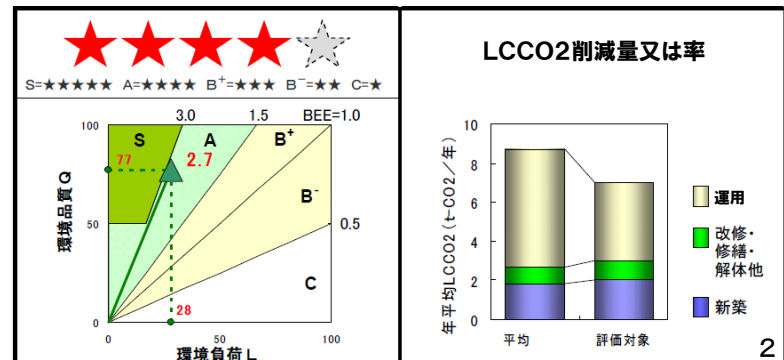 S=★★★★★ A=★★★★ B⁺=★★★ B⁻=★★ C=★
3.0 1.5 BEE=1.0
100
S A B⁺
77 2.7
B⁻
50
0.5
C
28
0
0 50 100
環境品質 Q
環境負荷 L
LCCO2削減量又は率
年平均LCCO2(t-CO2/年)
10
8
6
4
2
0
平均 評価対象
運用
改修・
修繕・
解体他
新築
2